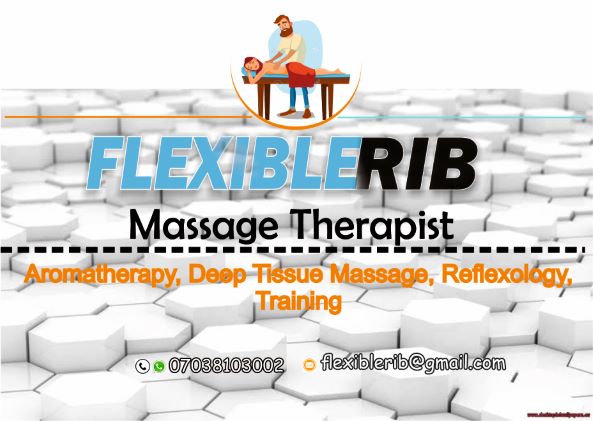 FLEXIBLERIB
Massage Therapist
Aromatherapy, Deep Tissue Massage, Reflexology,
Training
07038103002 flexiblerib@gmail.com